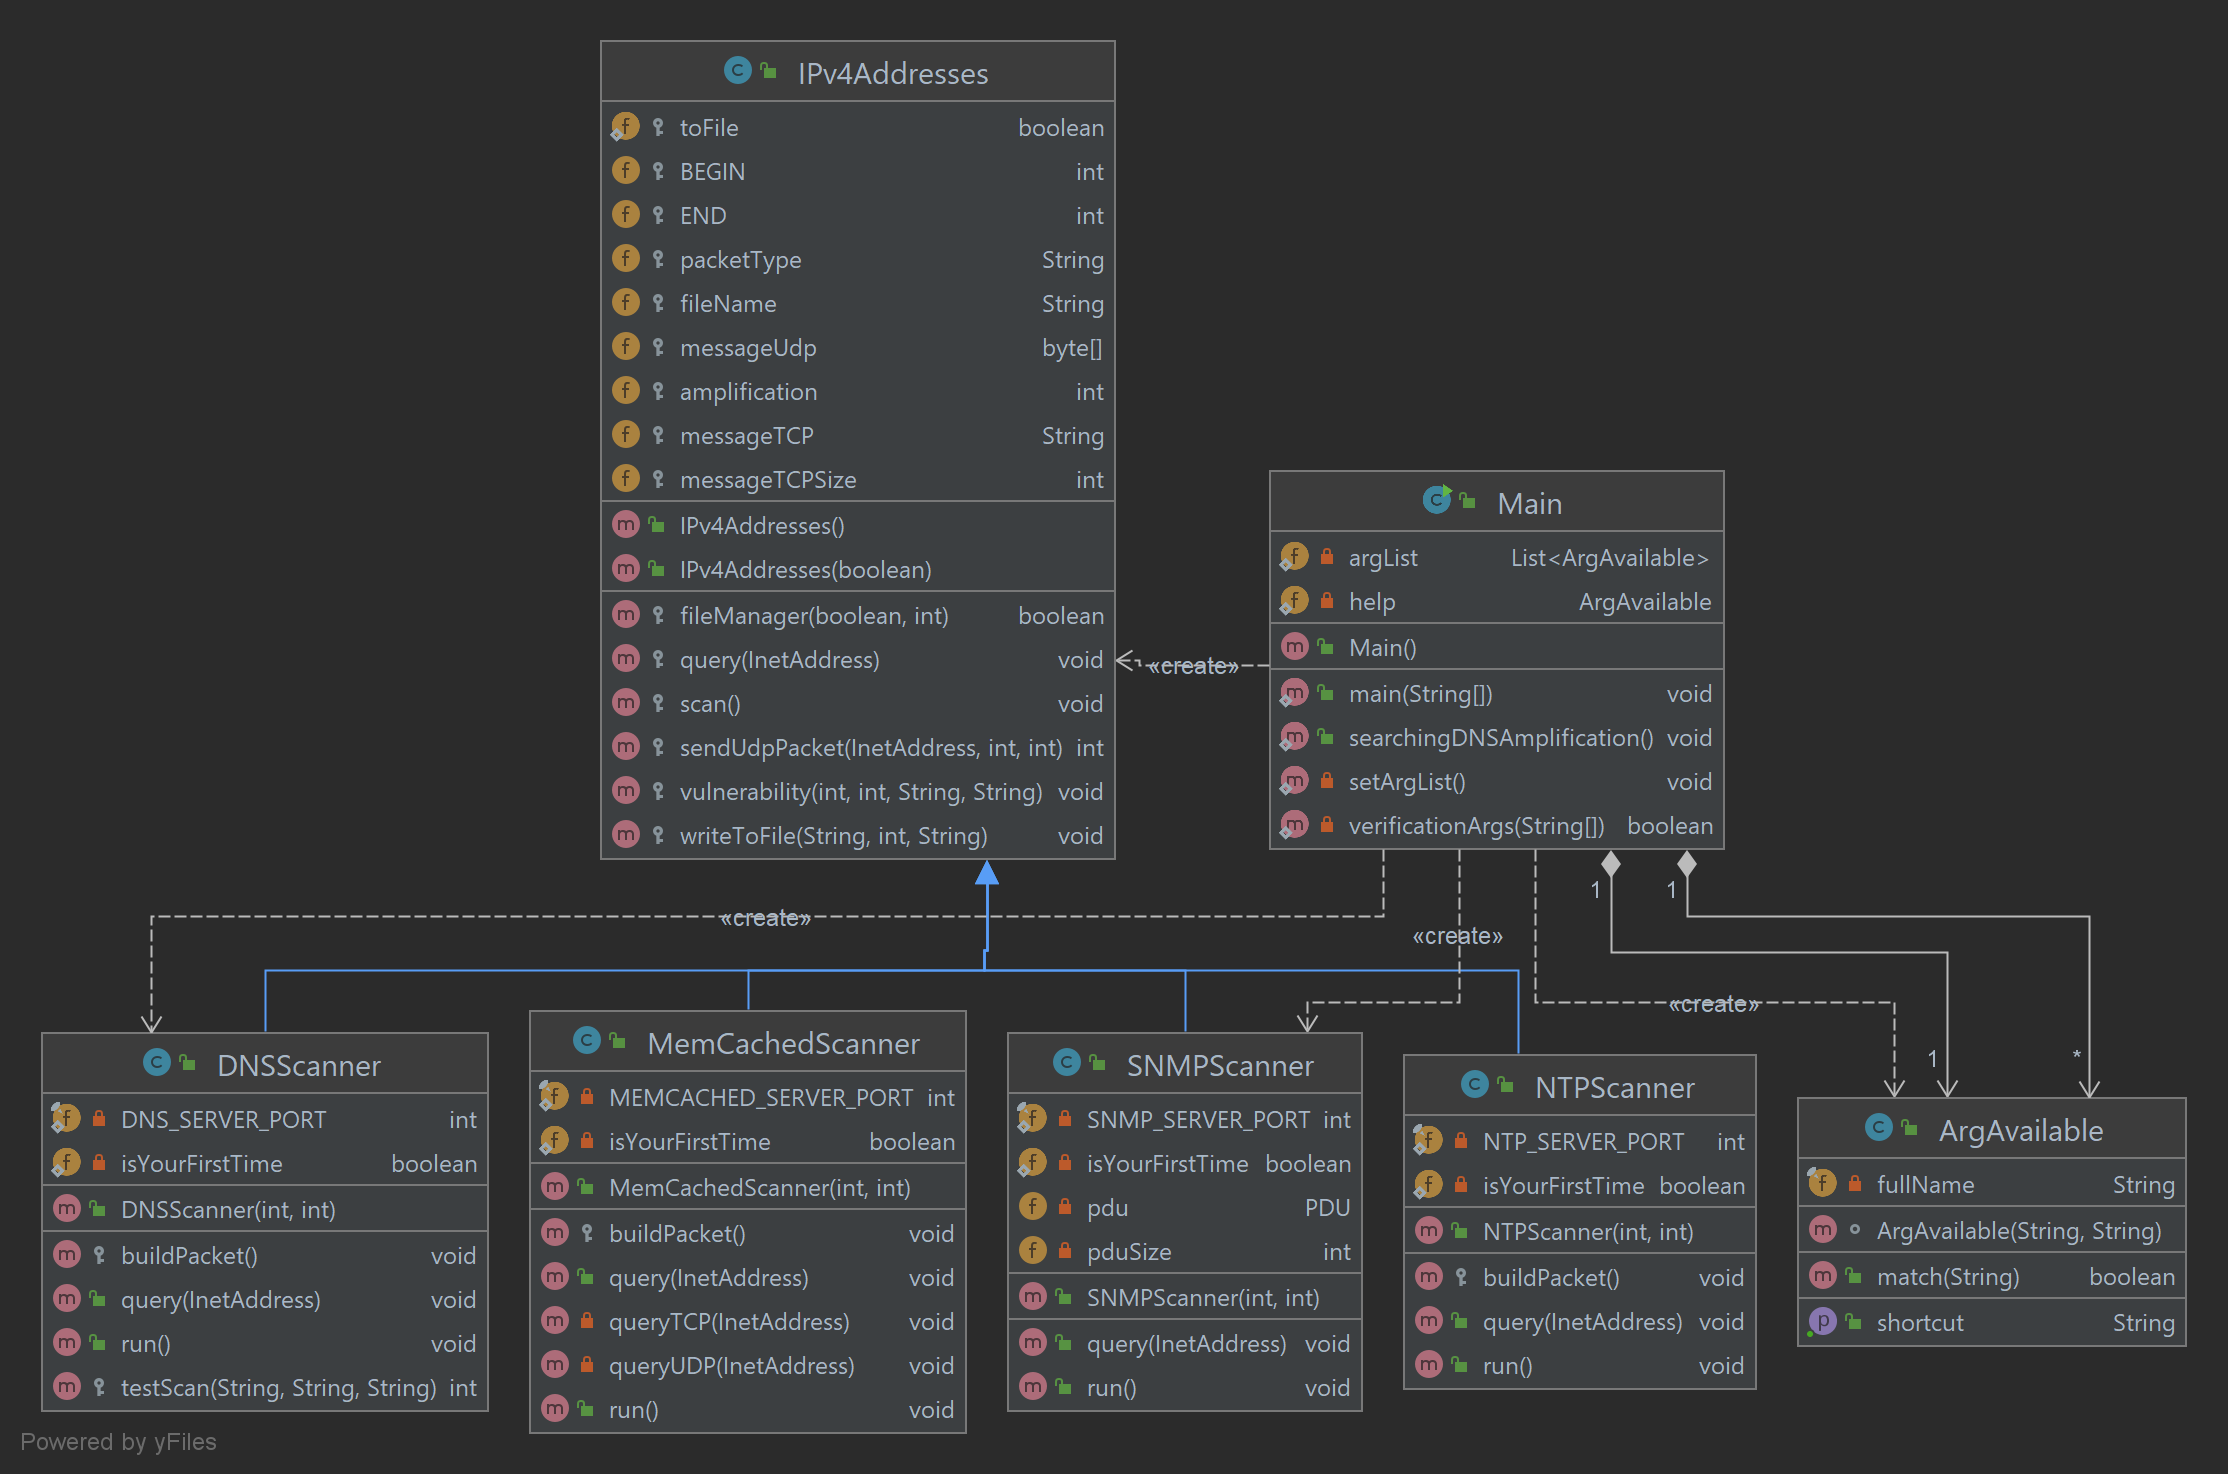 IPv4Addresses
toFile boolean
BEGIN int
END int
packetType String
fileName String
messageUdp byte[]
amplification int
messageTCP String
messageTCPSize int
IPv4Addresses()
IPv4Addresses(boolean)
fileManager(boolean, int) boolean
query(InetAddress) void
scan() void
sendUdpPacket(InetAddress, int, int) int
vulnerability(int, int, String, String) void
writeToFile(String, int, String) void
«create»
Main
argList List<ArgAvailable>
help ArgAvailable
Main()
main(String[]) void
searchingDNSAmplification() void
setArgList() void
verificationArgs(String[]) boolean
1
1
«create»
«create»
«create»
1
*
DNSScanner
DNS_SERVER_PORT int
isYourFirstTime boolean
DNSScanner(int, int)
buildPacket() void
query(InetAddress) void
run() void
testScan(String, String, String) int
MemCachedScanner
MEMCACHED_SERVER_PORT int
isYourFirstTime boolean
MemCachedScanner(int, int)
buildPacket() void
query(InetAddress) void
queryTCP(InetAddress) void
queryUDP(InetAddress) void
run() void
SNMPScanner
SNMP_SERVER_PORT int
isYourFirstTime boolean
pdu PDU
pduSize int
SNMPScanner(int, int)
query(InetAddress) void
run() void
NTPScanner
NTP_SERVER_PORT int
isYourFirstTime boolean
NTPScanner(int, int)
buildPacket() void
query(InetAddress) void
run() void
ArgAvailable
fullName String
ArgAvailable(String, String)
match(String) boolean
shortcut String
Powered by yFiles